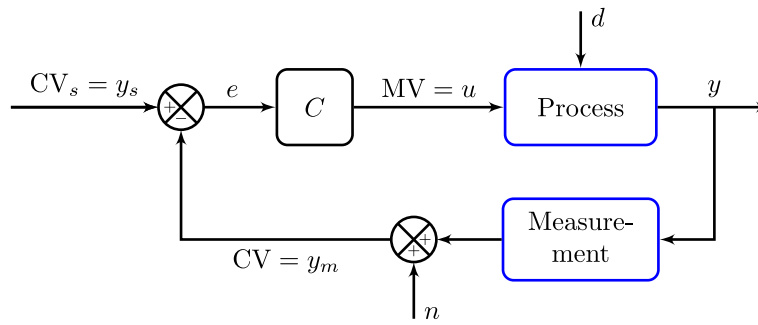 d
CV_s = y_s
e
MV = u
y
+
−
C
Process
Measure-
ment
+
+
CV = y_m
n